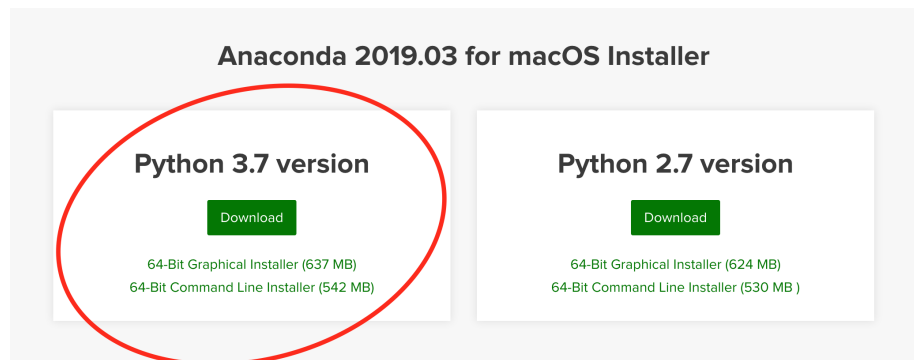 Anaconda 2019.03 for macOS Installer
Python 3.7 version
Download
64-Bit Graphical Installer (637 MB)
64-Bit Command Line Installer (542 MB)
Python 2.7 version
Download
64-Bit Graphical Installer (624 MB)
64-Bit Command Line Installer (530 MB )